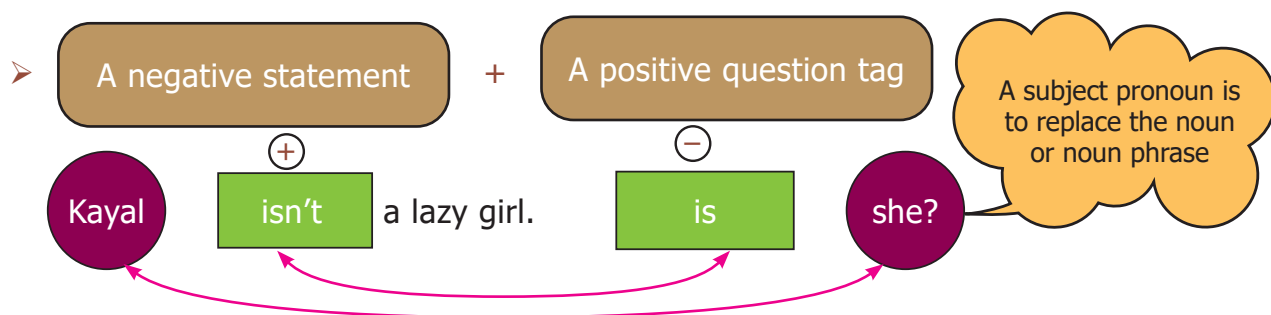 ➢ A negative statement + A positive question tag
A subject pronoun is
to replace the noun
or noun phrase
+ −
Kayal isn't a lazy girl. is she?